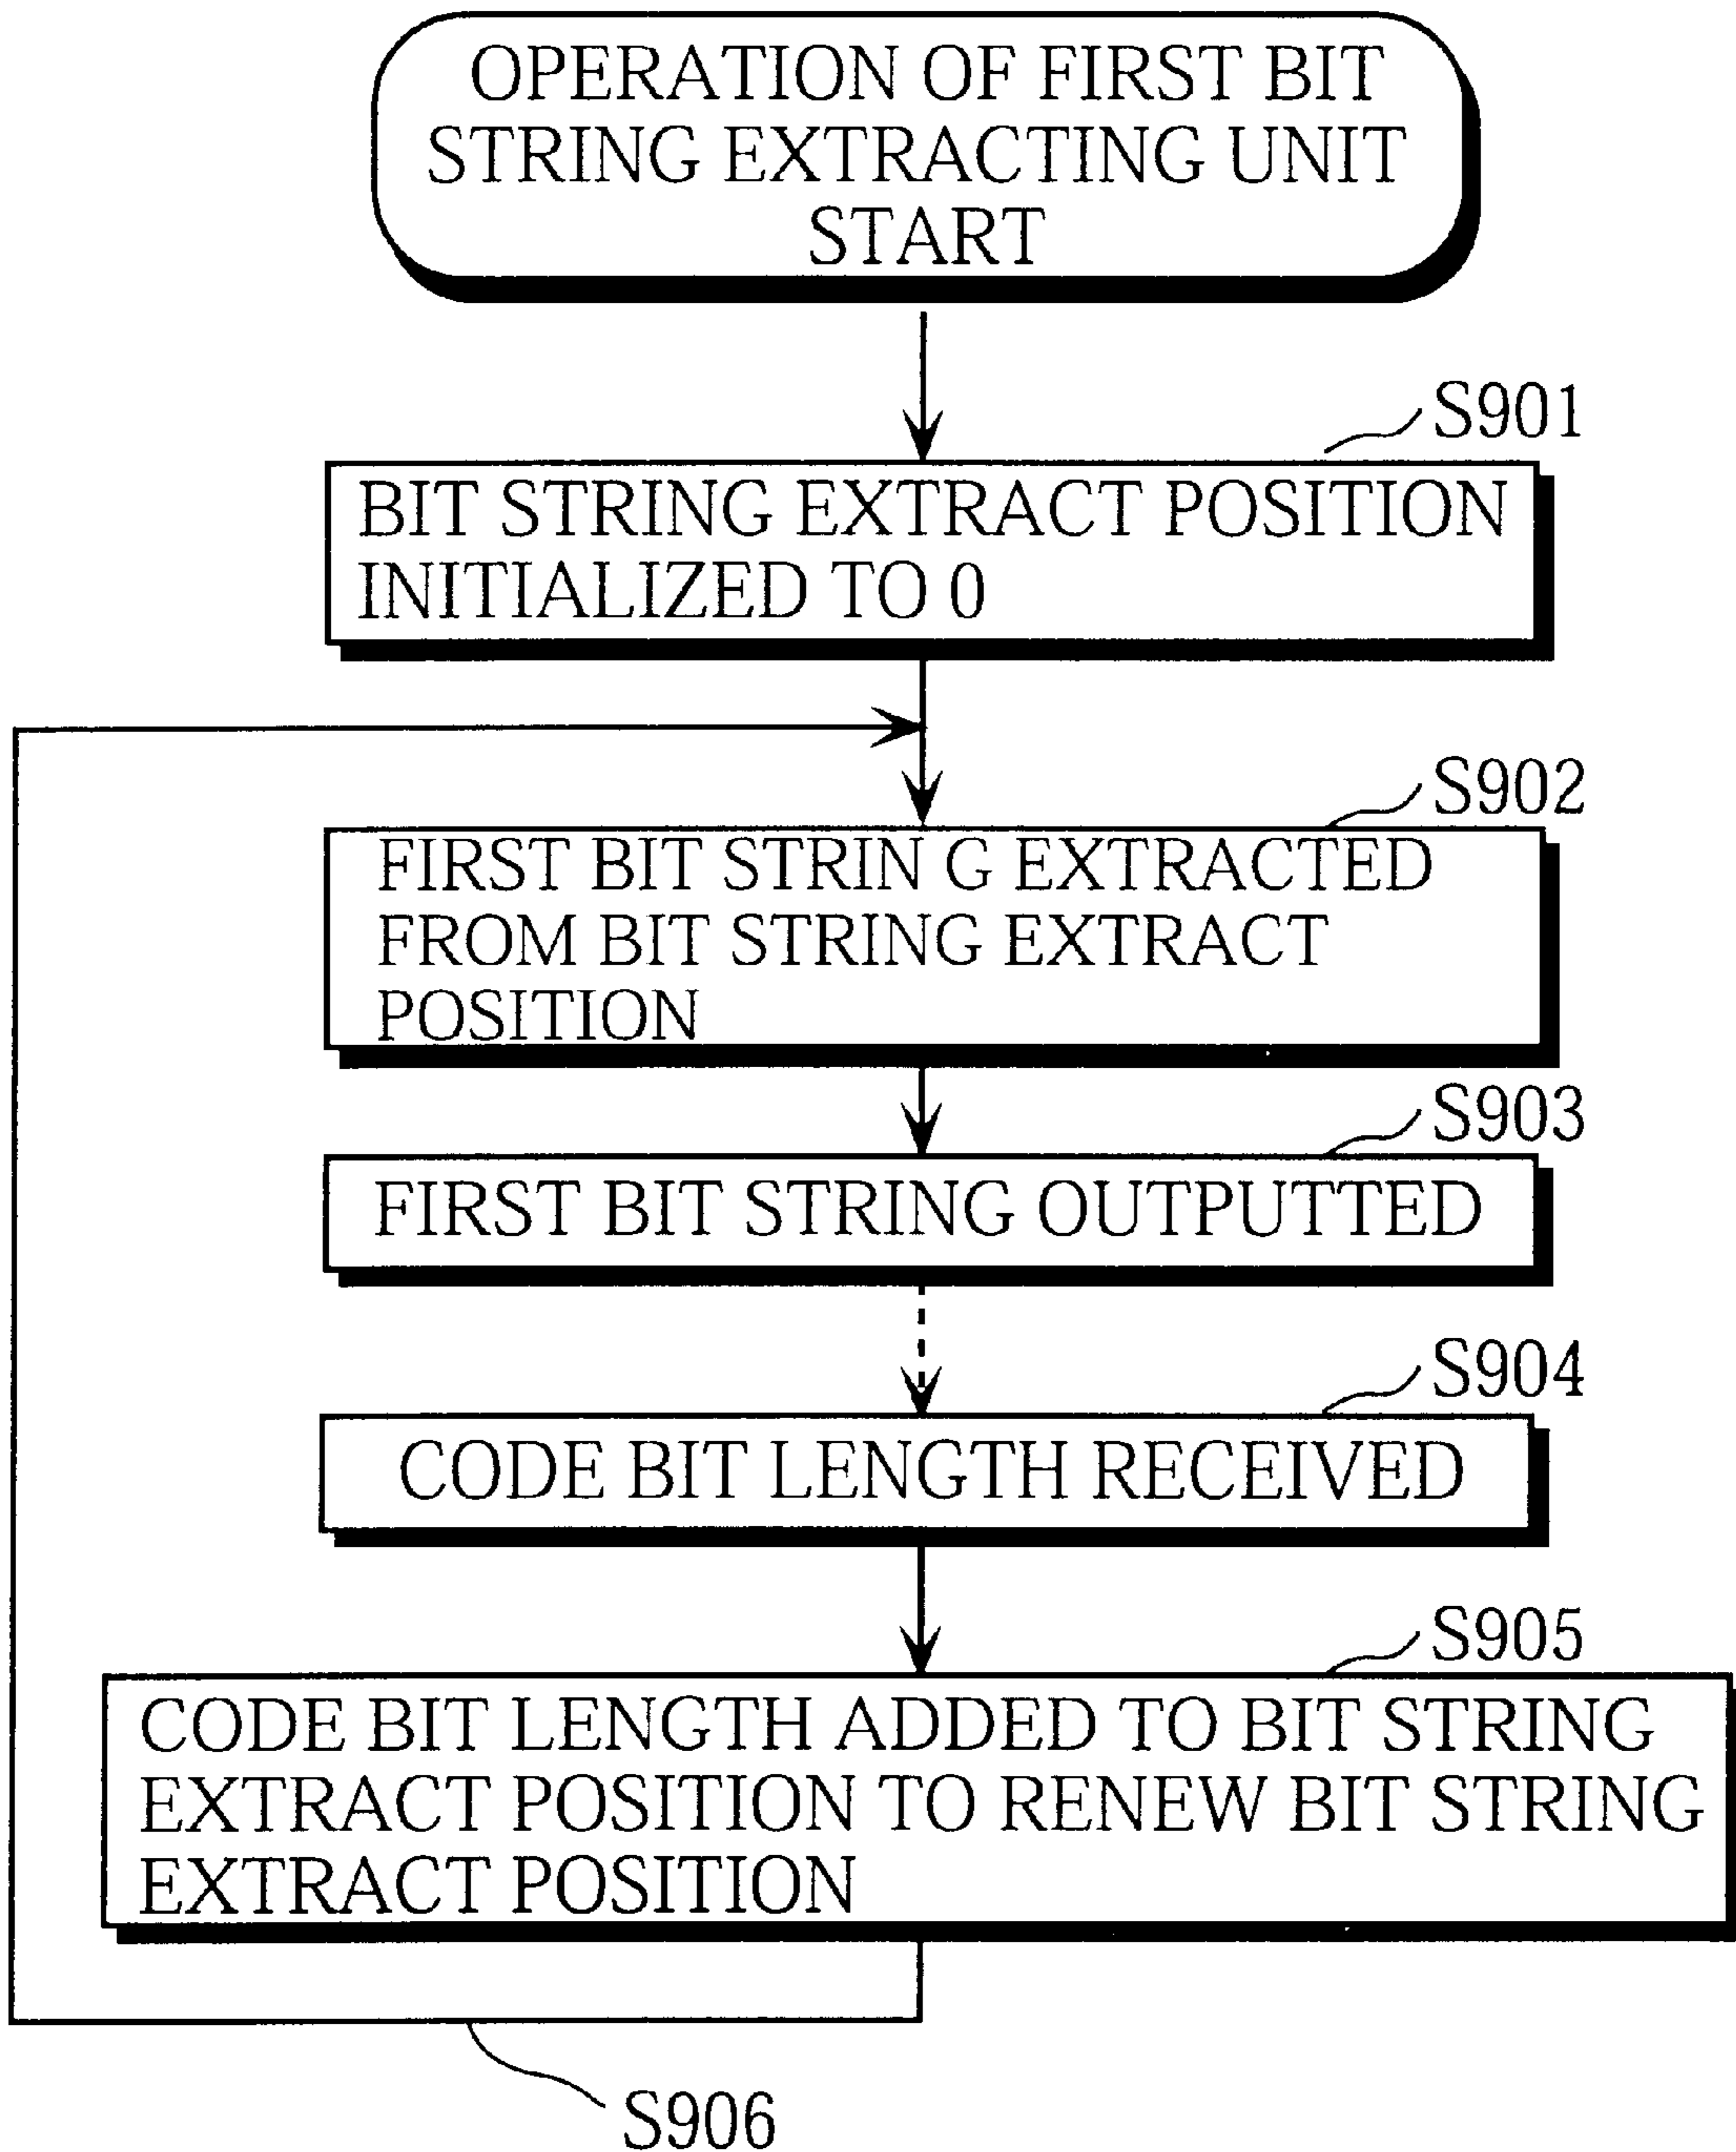 OPERATION OF FIRST BIT
STRING EXTRACTING UNIT
START
S901
BIT STRING EXTRACT POSITION
INITIALIZED TO 0
S902
FIRST BIT STRIN G EXTRACTED
FROM BIT STRING EXTRACT
POSITION
S903
FIRST BIT STRING OUTPUTTED
S904
CODE BIT LENGTH RECEIVED
S905
CODE BIT LENGTH ADDED TO BIT STRING
EXTRACT POSITION TO RENEW BIT STRING
EXTRACT POSITION
S906